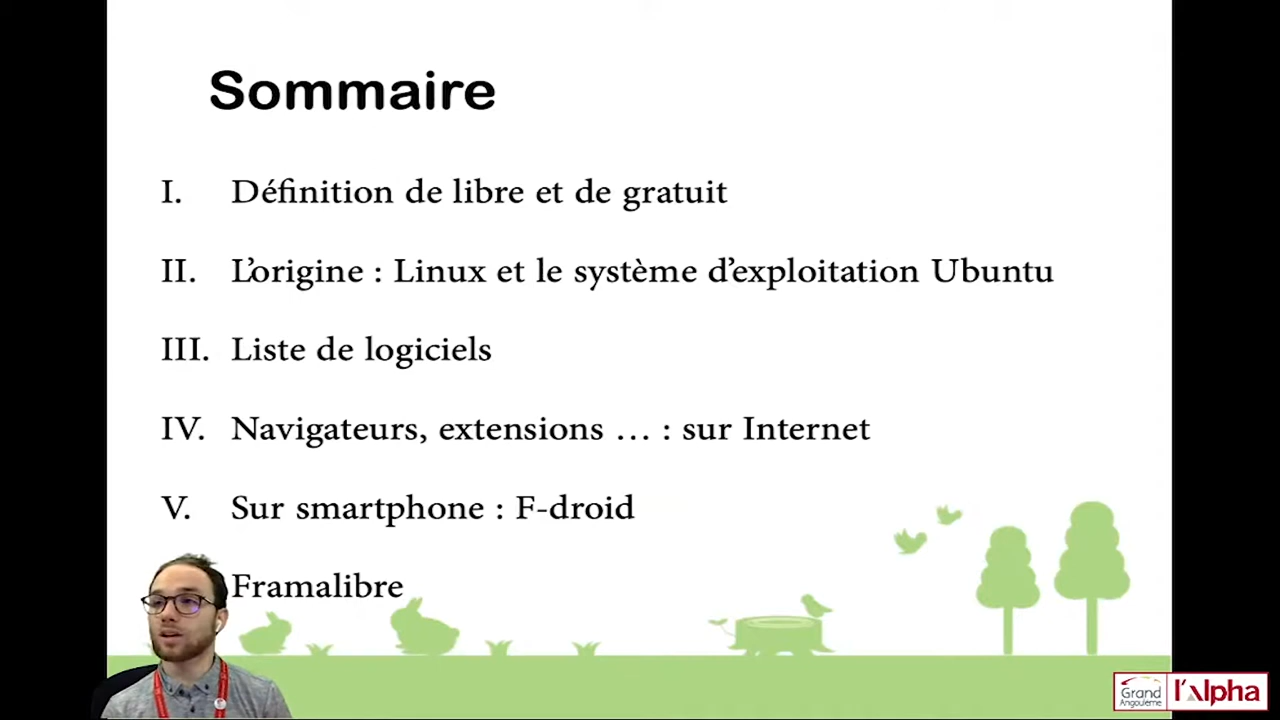 Sommaire
I. Définition de libre et de gratuit
II. L'origine : Linux et le système d'exploitation Ubuntu
III. Liste de logiciels
IV. Navigateurs, extensions … : sur Internet
V. Sur smartphone : F-droid
Framalibre
Grand Angoulême
l'Alpha